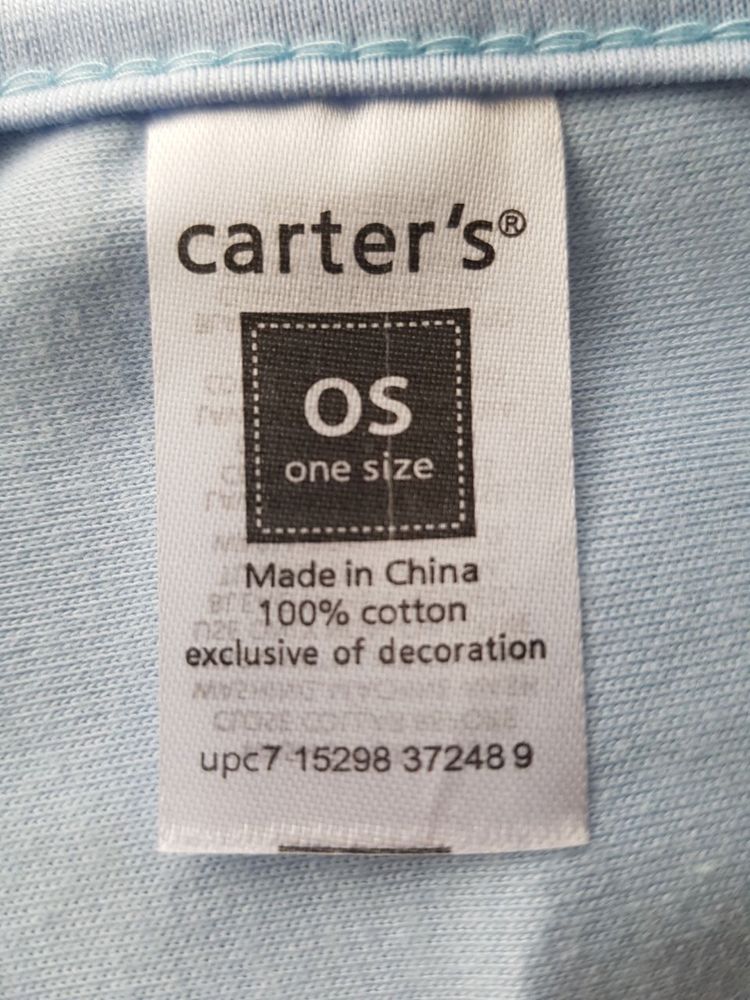 carter's®
OS
one size
Made in China
100% cotton
exclusive of decoration
upc7 15298 37248 9